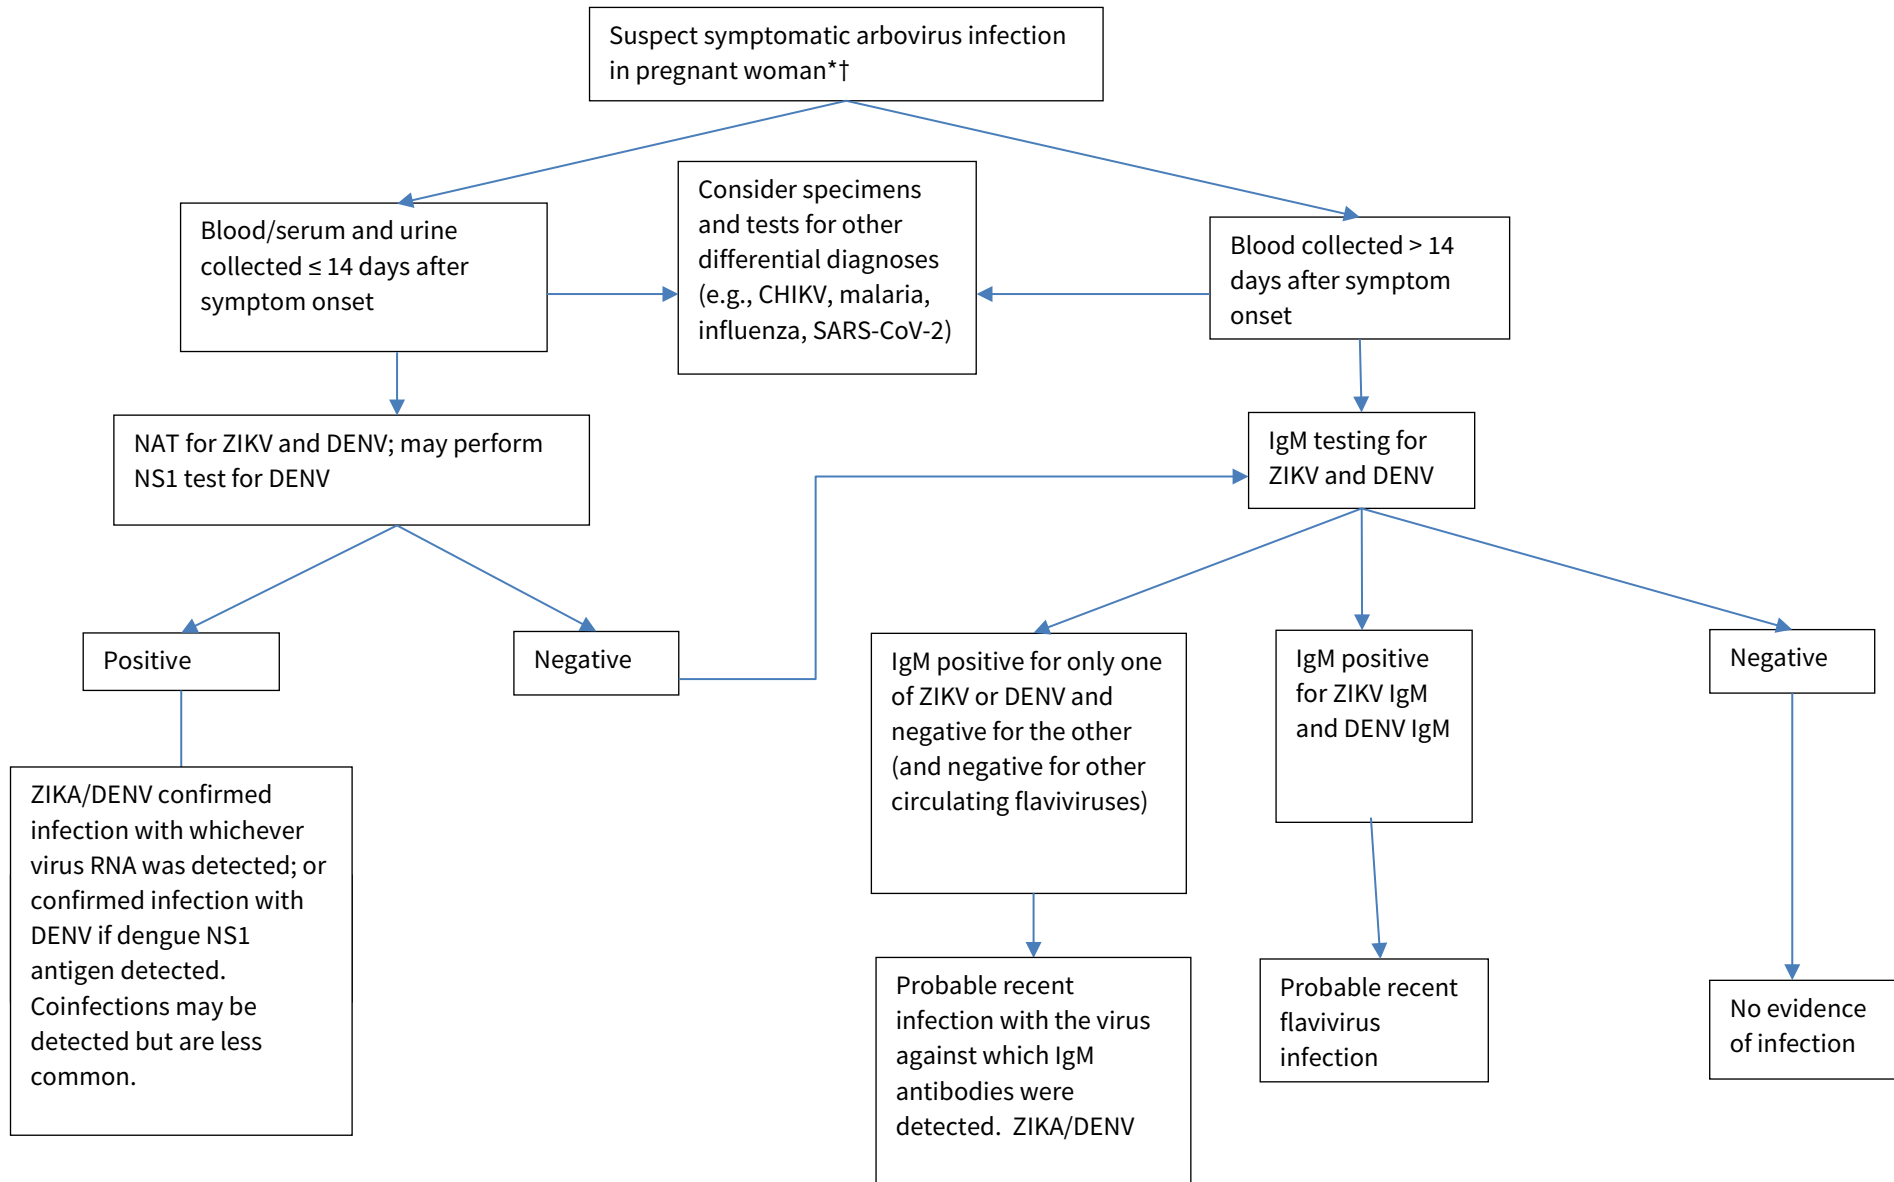 Suspect symptomatic arbovirus infection
in pregnant woman*†
Blood/serum and urine
collected ≤ 14 days after
symptom onset
Consider specimens
and tests for other
differential diagnoses
(e.g., CHIKV, malaria,
influenza, SARS-CoV-2)
Blood collected > 14
days after symptom
onset
NAT for ZIKV and DENV; may perform
NS1 test for DENV
IgM testing for
ZIKV and DENV
Positive
Negative
IgM positive for only one
of ZIKV or DENV and
negative for the other
(and negative for other
circulating flaviviruses)
IgM positive
for ZIKV IgM
and DENV IgM
Negative
ZIKA/DENV confirmed
infection with whichever
virus RNA was detected; or
confirmed infection with
DENV if dengue NS1
antigen detected.
Coinfections may be
detected but are less
common.
Probable recent
infection with the virus
against which IgM
antibodies were
detected.  ZIKA/DENV
Probable recent
flavivirus
infection
No evidence
of infection